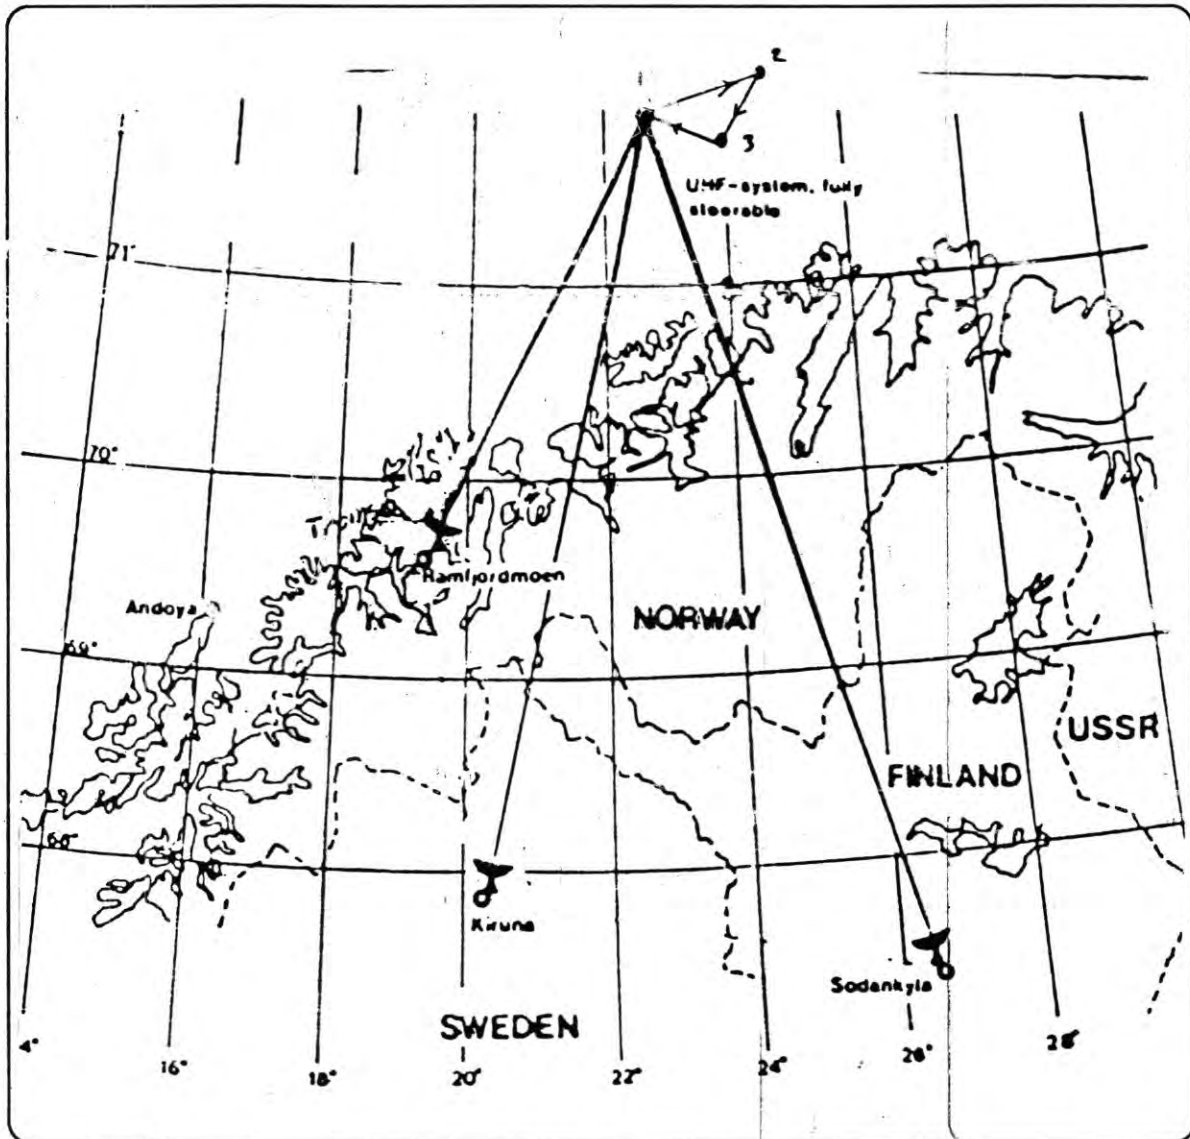 2
3
UHF-system, fully
steerable
71°
70°
Ramfjordmoen
Andoya
NORWAY
69°
USSR
FINLAND
68°
Kiruna
Sodankyla
SWEDEN
4°
16°
18°
20°
22°
24°
26°
28°